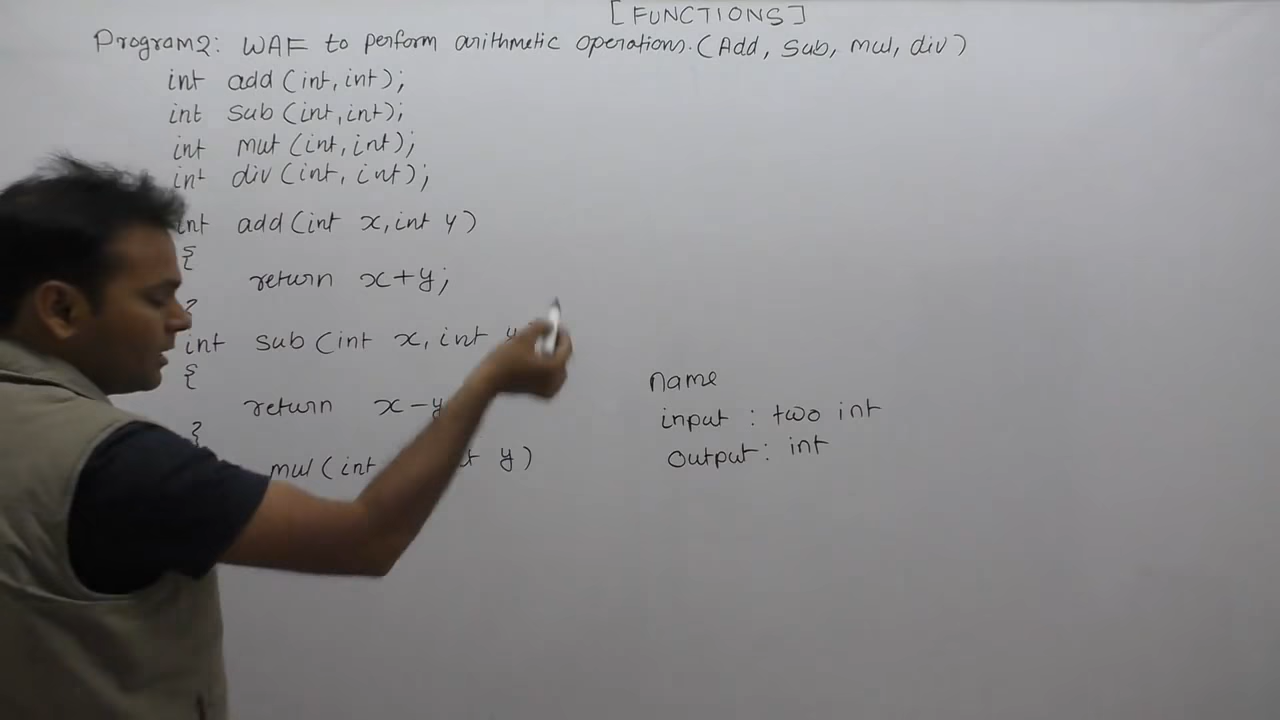 [FUNCTIONS]
Program2: WAF to perform arithmetic operations. (Add, Sub, mul, div)
int add (int, int);
int sub (int, int);
int mul (int, int);
int div (int, int);
int add (int x, int y)
{
return x+y;
}
int sub (int x, int y
{
return x-y
}
mul (int y)
name
input : two int
output : int